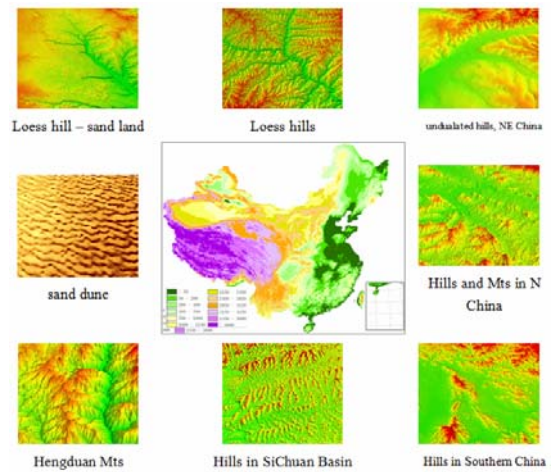 Loess hill – sand land
Loess hills
undualated hills, NE China
sand dune
Hills and Mts in N
China
Hengduan Mts
Hills in SiChuan Basin
Hills in Southern China